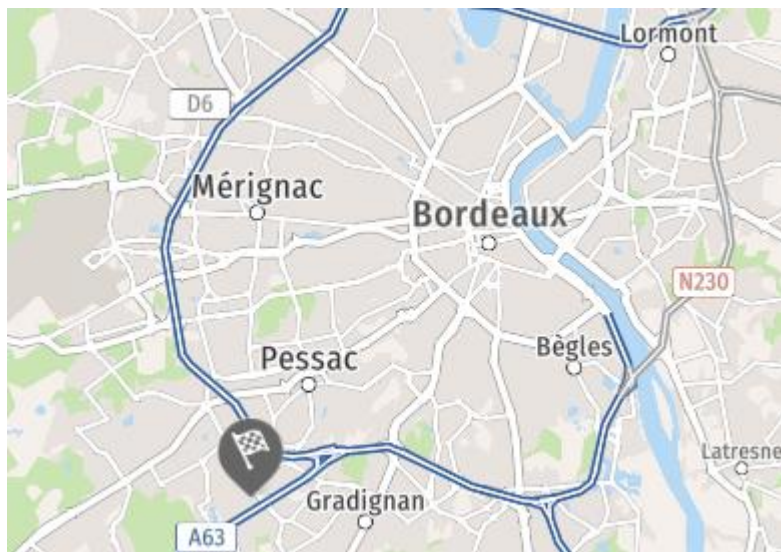 Lormont
D6
Mérignac
Bordeaux
N230
Bègles
Pessac
Latresne
Gradignan
A63